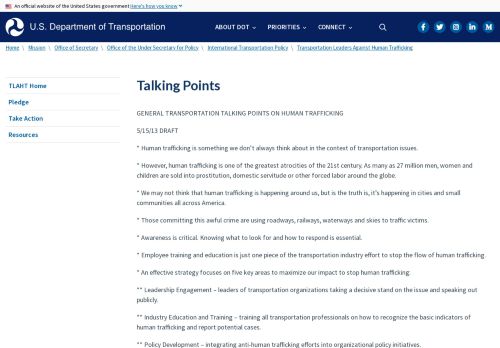 An official website of the United States government Here's how you know
U.S. Department of Transportation
ABOUT DOT
PRIORITIES
CONNECT
Home \ Mission \ Office of Secretary \ Office of the Under Secretary for Policy \ International Transportation Policy \ Transportation Leaders Against Human Trafficking
TLAHT Home
Pledge
Take Action
Resources
Talking Points
GENERAL TRANSPORTATION TALKING POINTS ON HUMAN TRAFFICKING
5/15/13 DRAFT
* Human trafficking is something we don't always think about in the context of transportation issues.
* However, human trafficking is one of the greatest atrocities of the 21st century. As many as 27 million men, women and
children are sold into prostitution, domestic servitude or other forced labor around the globe.
* We may not think that human trafficking is happening around us, but is the truth is, it's happening in cities and small
communities all across America.
* Those committing this awful crime are using roadways, railways, waterways and skies to traffic victims.
* Awareness is critical. Knowing what to look for and how to respond is essential.
* Employee training and education is just one piece of the transportation industry effort to stop the flow of human trafficking
* An effective strategy focuses on five key areas to maximize our impact to stop human trafficking.
** Leadership Engagement – leaders of transportation organizations taking a decisive stand on the issue and speaking out
publicly.
** Industry Education and Training – training all transportation professionals on how to recognize the basic indicators of
human trafficking and report potential cases.
** Policy Development – integrating anti-human trafficking efforts into organizational policy initiatives.